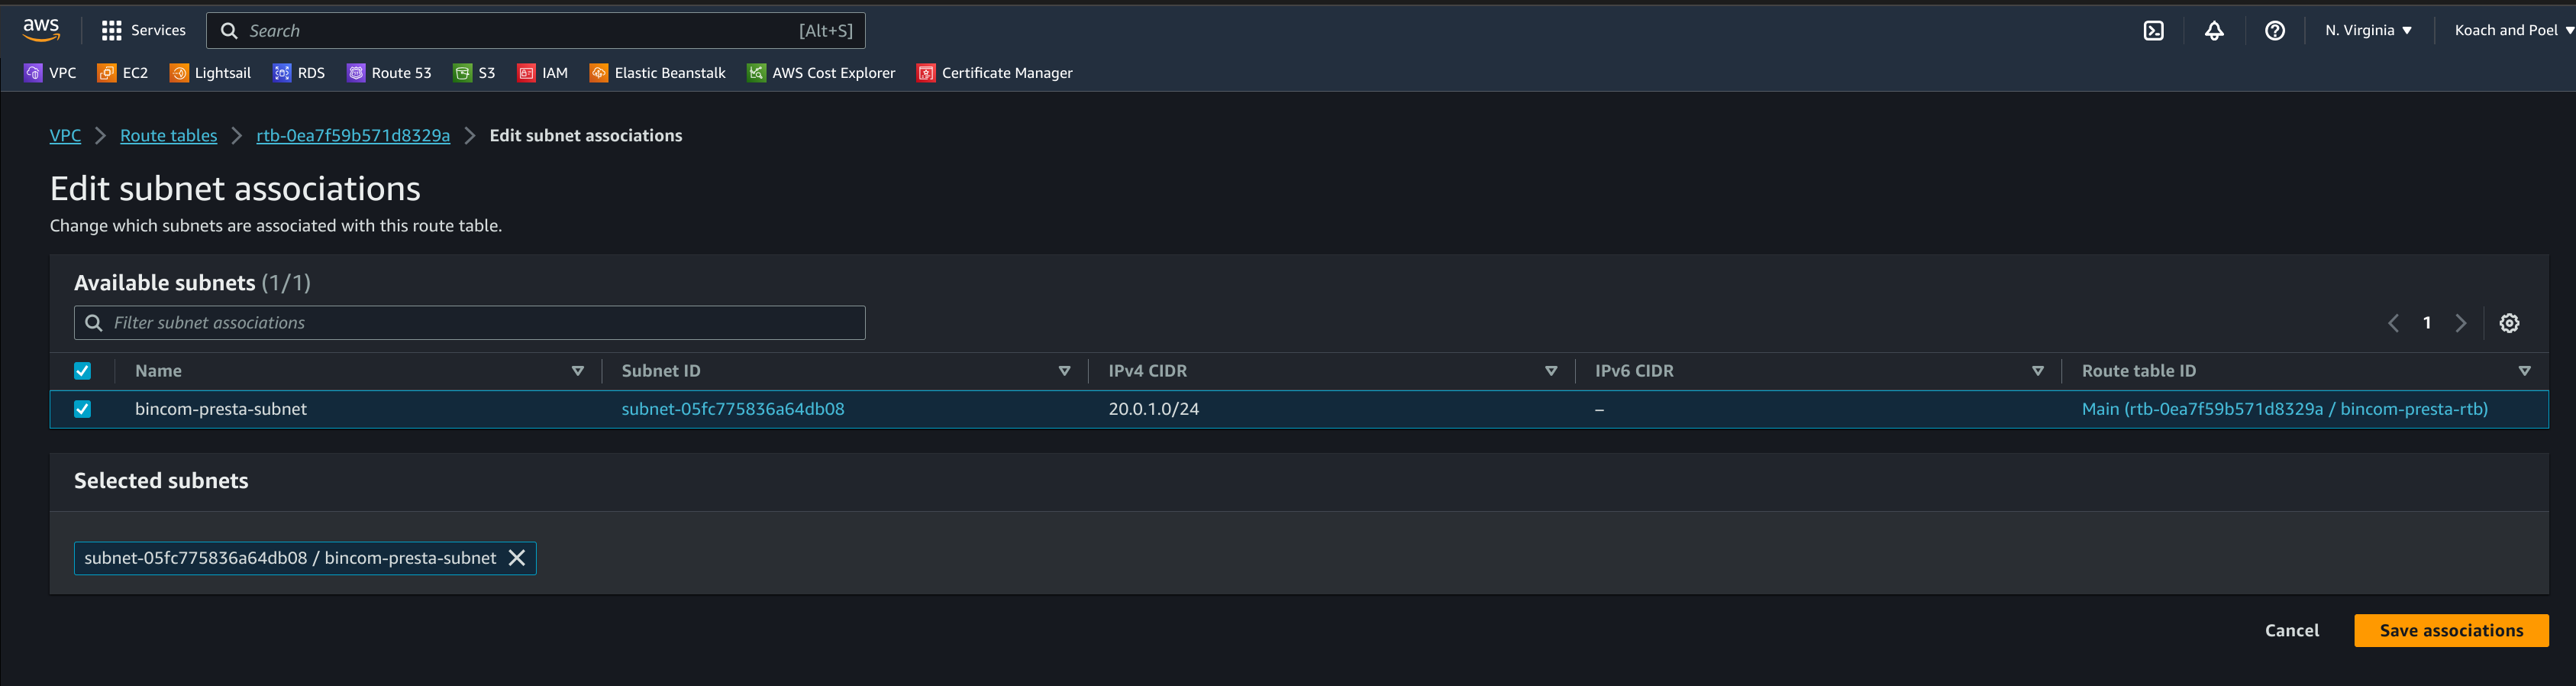 aws Services Search [Alt+S] N. Virginia Koach and Poel
VPC EC2 Lightsail RDS Route 53 S3 IAM Elastic Beanstalk AWS Cost Explorer Certificate Manager
VPC Route tables rtb-0ea7f59b571d8329a Edit subnet associations
Edit subnet associations
Change which subnets are associated with this route table.
Available subnets (1/1)
Filter subnet associations 1
Name Subnet ID IPv4 CIDR IPv6 CIDR Route table ID
bincom-presta-subnet subnet-05fc775836a64db08 20.0.1.0/24 – Main (rtb-0ea7f59b571d8329a / bincom-presta-rtb)
Selected subnets
subnet-05fc775836a64db08 / bincom-presta-subnet
Cancel Save associations